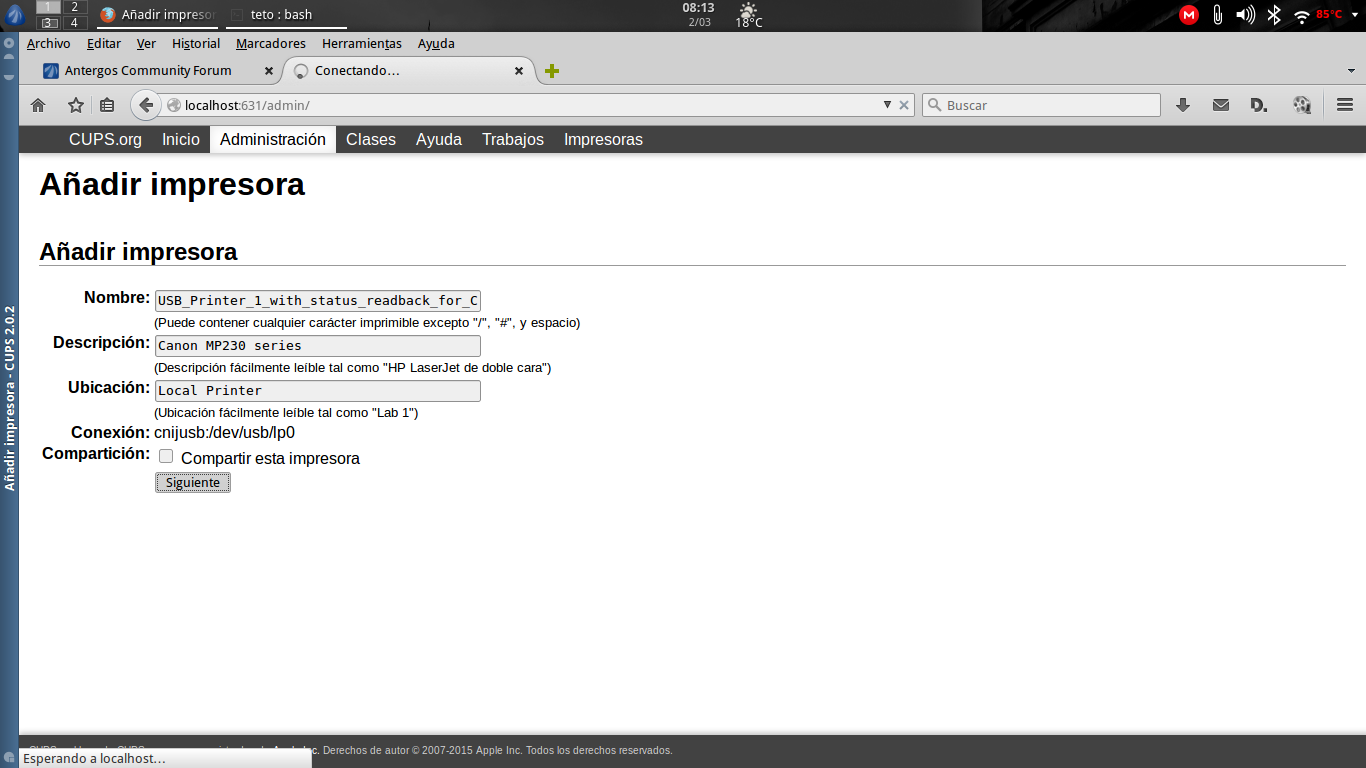 1 2 3 4
Añadir impresor
teto : bash
08:13
2/03
18°C
M
85°C
Archivo Editar Ver Historial Marcadores Herramientas Ayuda
Antergos Community Forum
Conectando…
localhost:631/admin/
Buscar
D.
CUPS.org Inicio Administración Clases Ayuda Trabajos Impresoras
Añadir impresora
Añadir impresora
Nombre: USB_Printer_1_with_status_readback_for_C
(Puede contener cualquier carácter imprimible excepto "/", "#", y espacio)
Descripción: Canon MP230 series
(Descripción fácilmente leíble tal como "HP LaserJet de doble cara")
Ubicación: Local Printer
(Ubicación fácilmente leíble tal como "Lab 1")
Conexión: cnijusb:/dev/usb/lp0
Compartición: Compartir esta impresora
Siguiente
Añadir impresora - CUPS 2.0.2
Derechos de autor © 2007-2015 Apple Inc. Todos los derechos reservados.
Esperando a localhost…